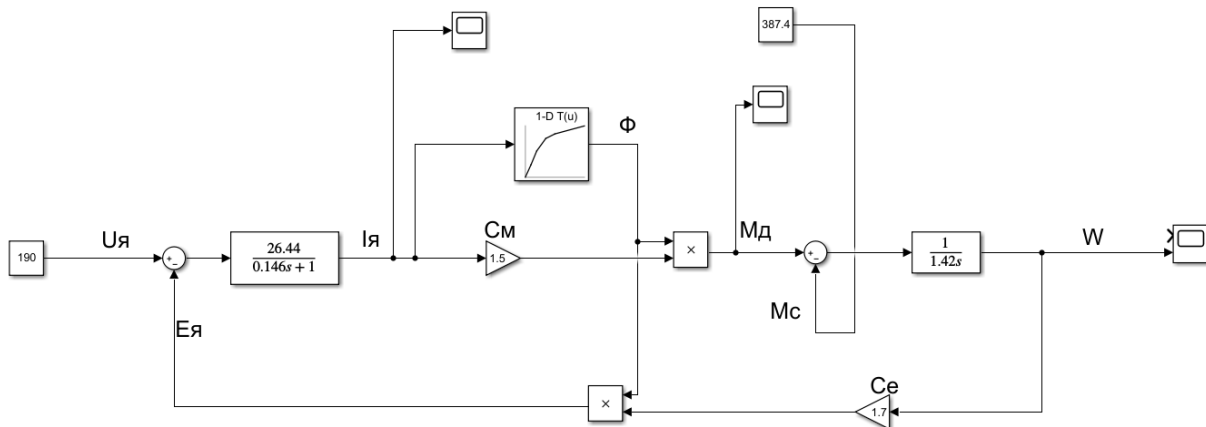 387.4
1-D T(u)
Ф
См
1.5
×
190
Uя
+
−
26.44
0.146s + 1
Iя
Mд
+
−
1
1.42s
W
Mc
Eя
×
Ce
1.7